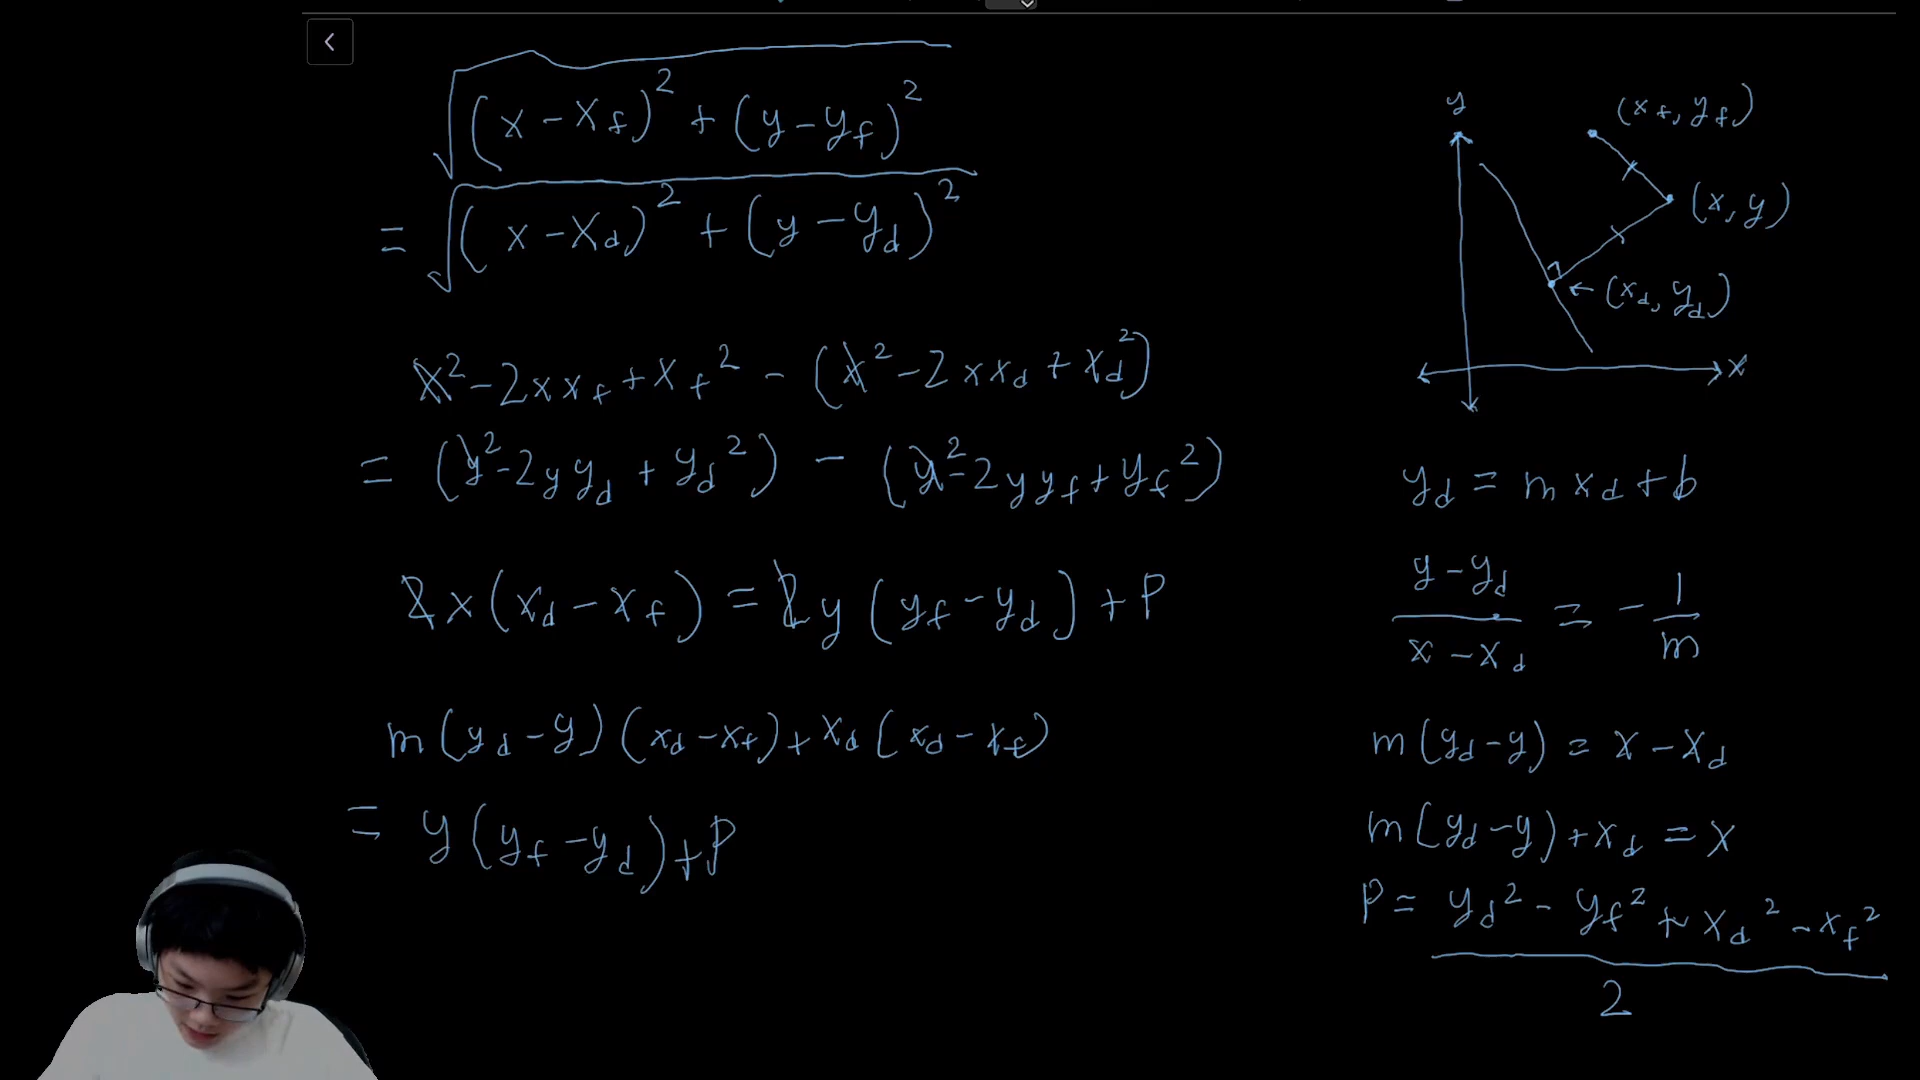 √((x-x_f)²+(y-y_f)²)
= √((x-x_d)²+(y-y_d)²)
x²-2xx_f+x_f²-(x²-2xx_d+x_d²)
= (y²-2yy_d+y_d²)-(y²-2yy_f+y_f²)
2x(x_d-x_f)=2y(y_f-y_d)+P
m(y_d-y)(x_d-x_f)+x_d(x_d-x_f)
= y(y_f-y_d)+P
y
(x_f, y_f)
(x, y)
←(x_d, y_d)
x
y_d = mx_d+b
(y-y_d)/(x-x_d) = -1/m
m(y_d-y) = x-x_d
m(y_d-y)+x_d = x
P = (y_d²-y_f²+x_d²-x_f²)/2